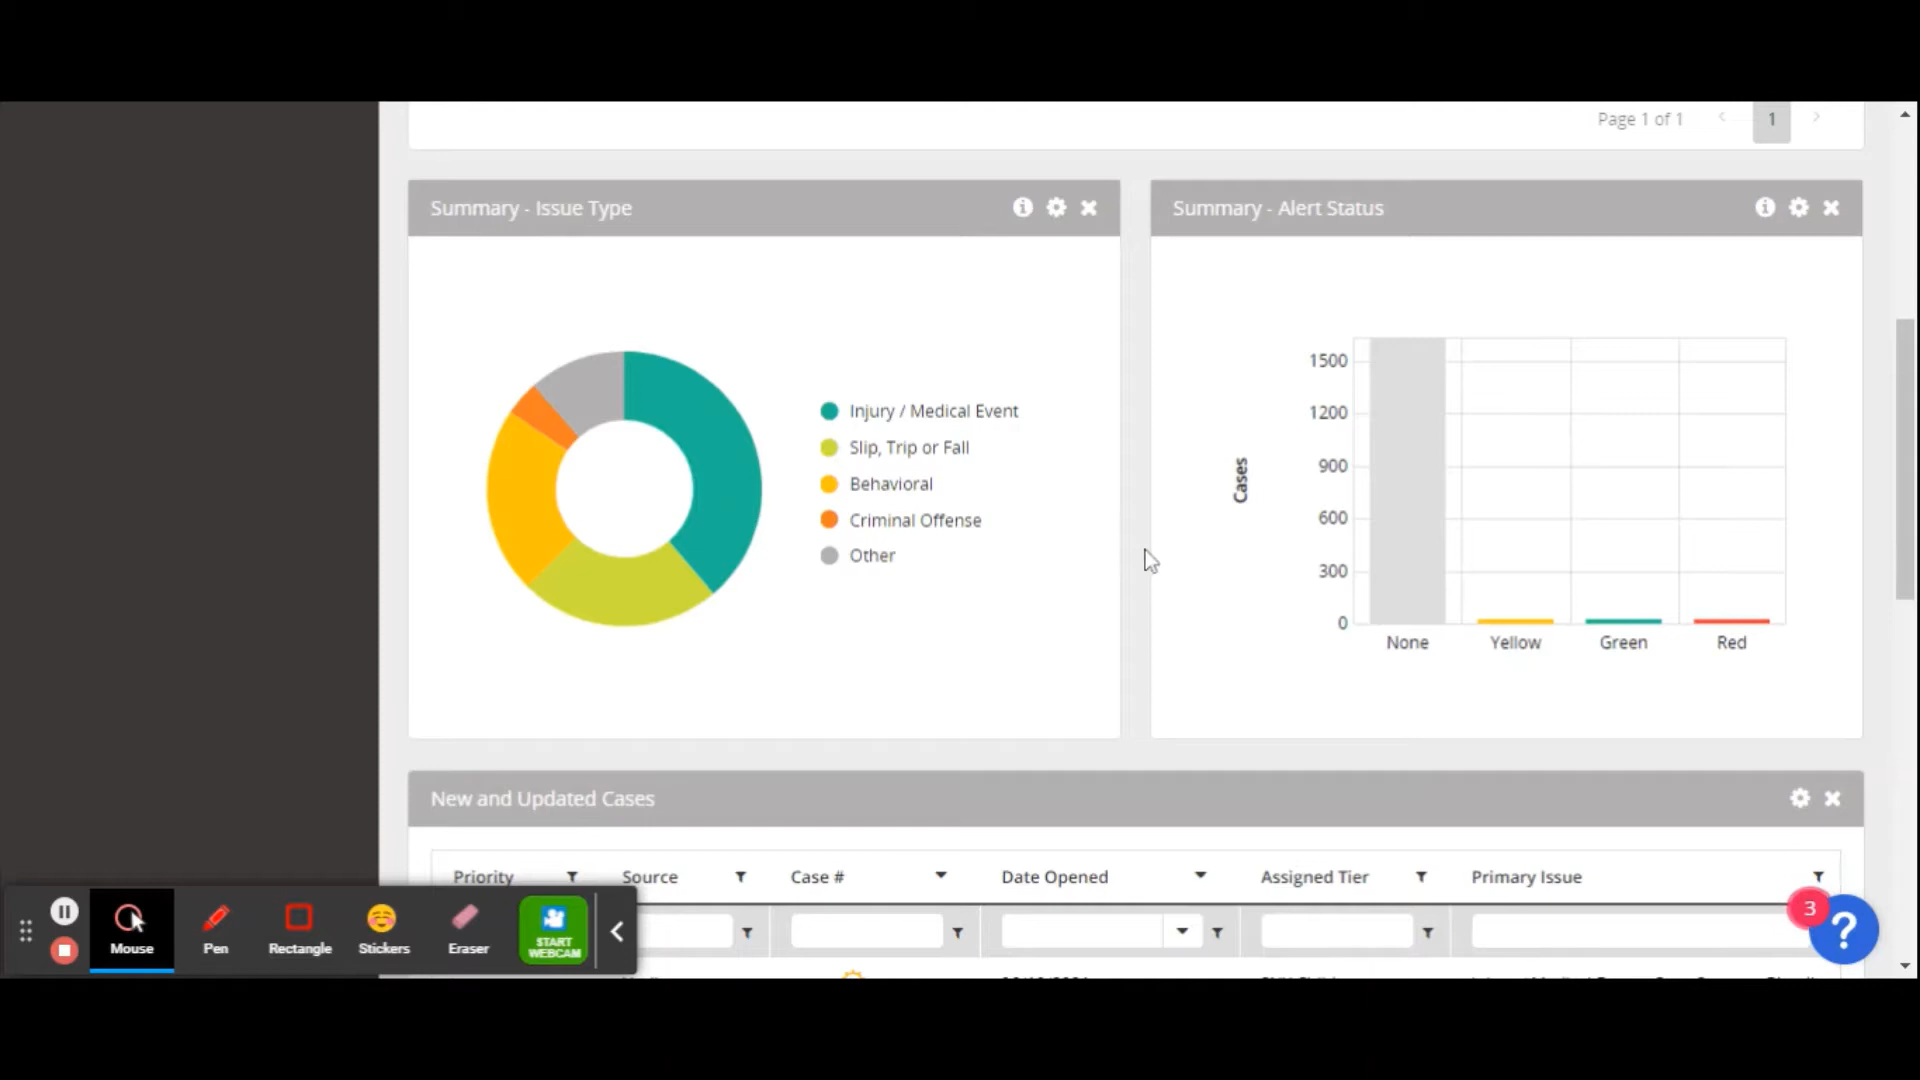 Page 1 of 1
1
Summary - Issue Type
Summary - Alert Status
Injury / Medical Event
Slip, Trip or Fall
Behavioral
Criminal Offense
Other
Cases
1500
1200
900
600
300
0
None
Yellow
Green
Red
New and Updated Cases
Priority
Source
Case #
Date Opened
Assigned Tier
Primary Issue
Mouse
Pen
Rectangle
Stickers
Eraser
START
WEBCAM
3
?